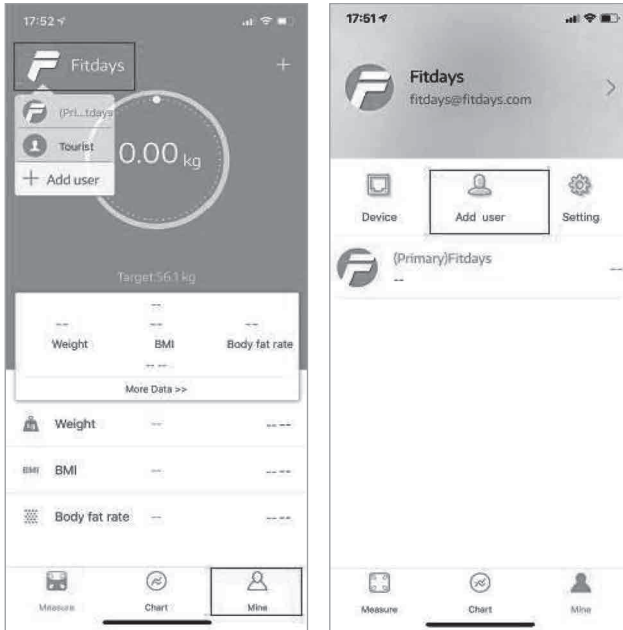 17:52
Fitdays
+
(Pri...tdays
Tourist
+ Add user
0.00 kg
Target:56.1 kg
--
-- -- --
Weight BMI Body fat rate
-- --
More Data >>
kg Weight -- -- --
BMI BMI -- -- --
Body fat rate -- -- --
Measure Chart Mine
17:51
Fitdays
fitdays@fitdays.com
Device Add user Setting
(Primary)Fitdays
-- --
Measure Chart Mine